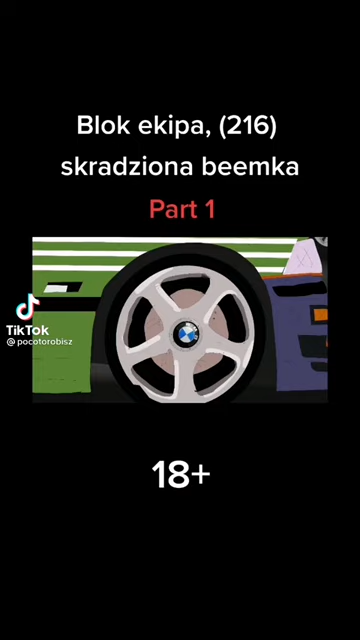 Blok ekipa, (216)
skradziona beemka
Part 1
TikTok
@pocotorobisz
18+